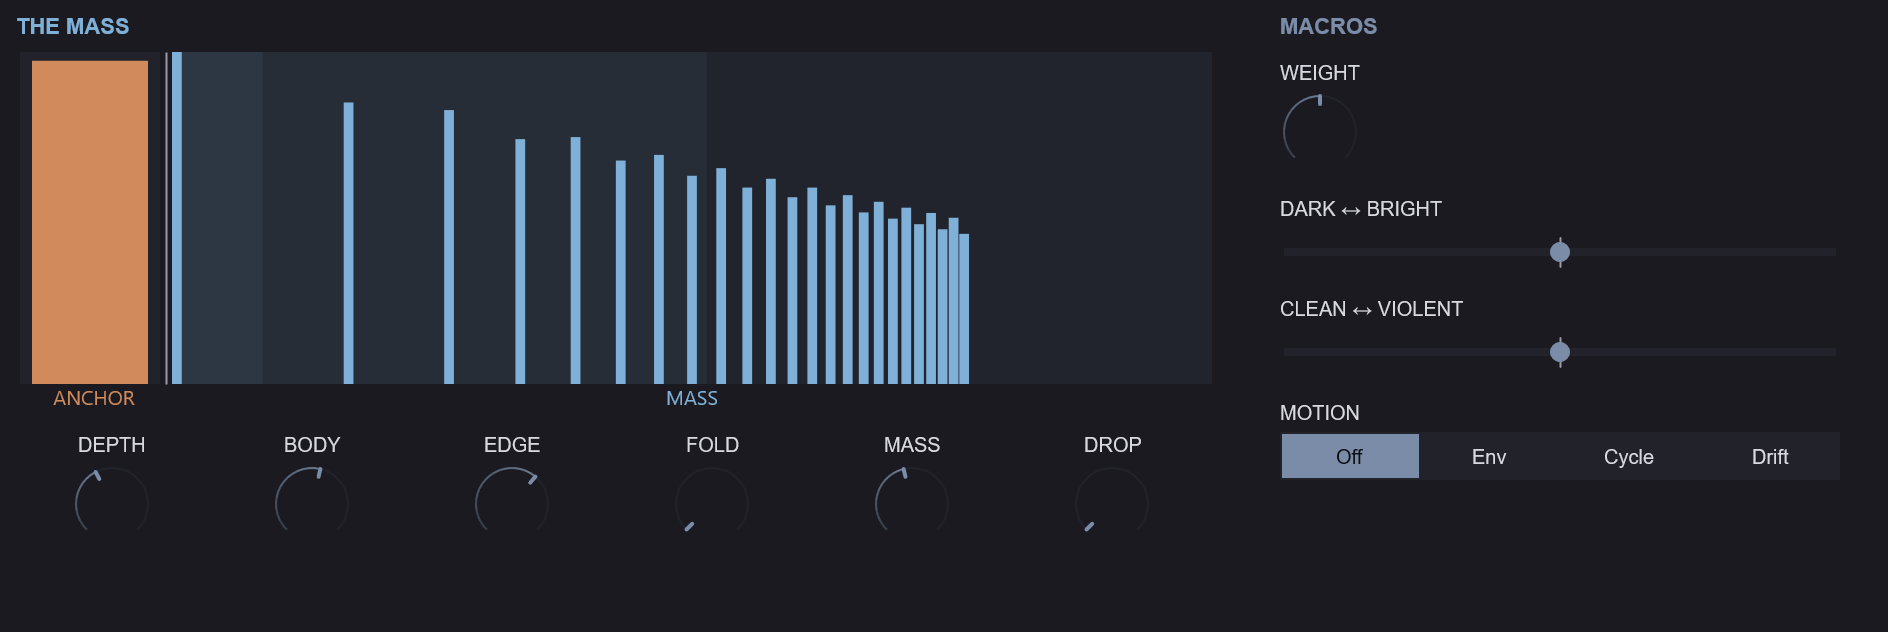 THE MASS
ANCHOR
MASS
DEPTH
BODY
EDGE
FOLD
MASS
DROP
MACROS
WEIGHT
DARK ↔ BRIGHT
CLEAN ↔ VIOLENT
MOTION
Off Env Cycle Drift